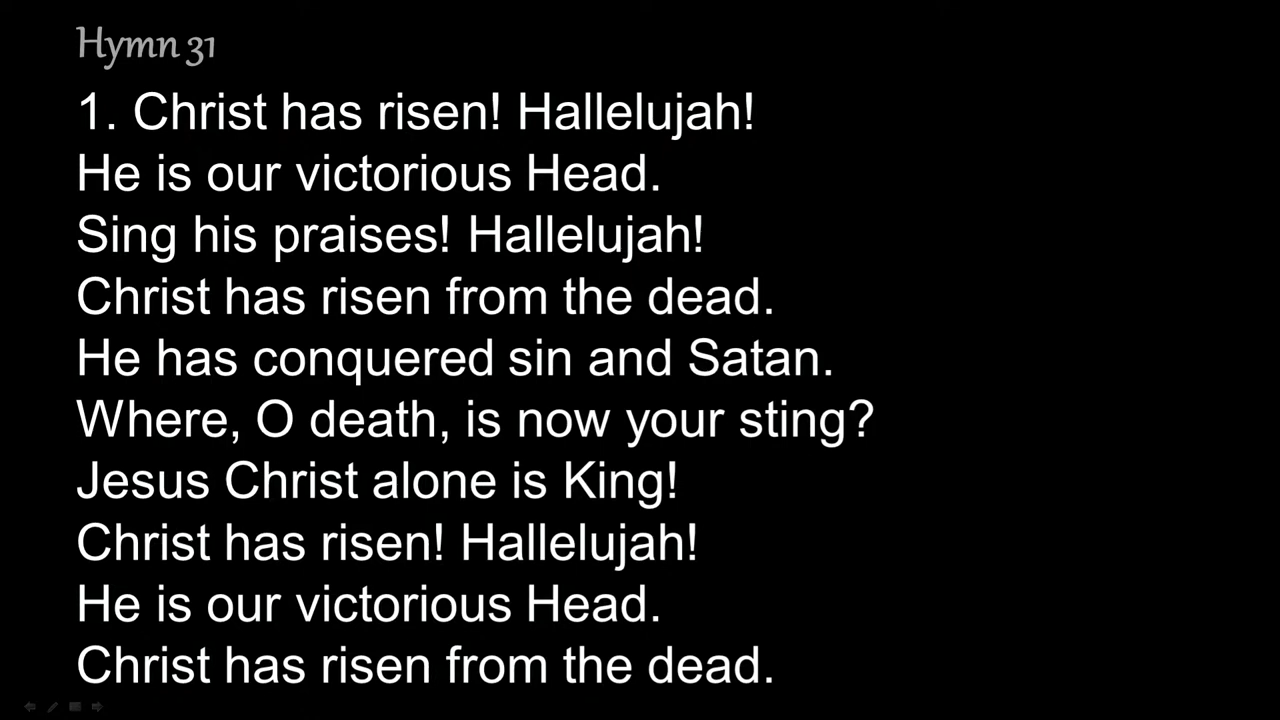 Hymn 31
1. Christ has risen! Hallelujah!
He is our victorious Head.
Sing his praises! Hallelujah!
Christ has risen from the dead.
He has conquered sin and Satan.
Where, O death, is now your sting?
Jesus Christ alone is King!
Christ has risen! Hallelujah!
He is our victorious Head.
Christ has risen from the dead.